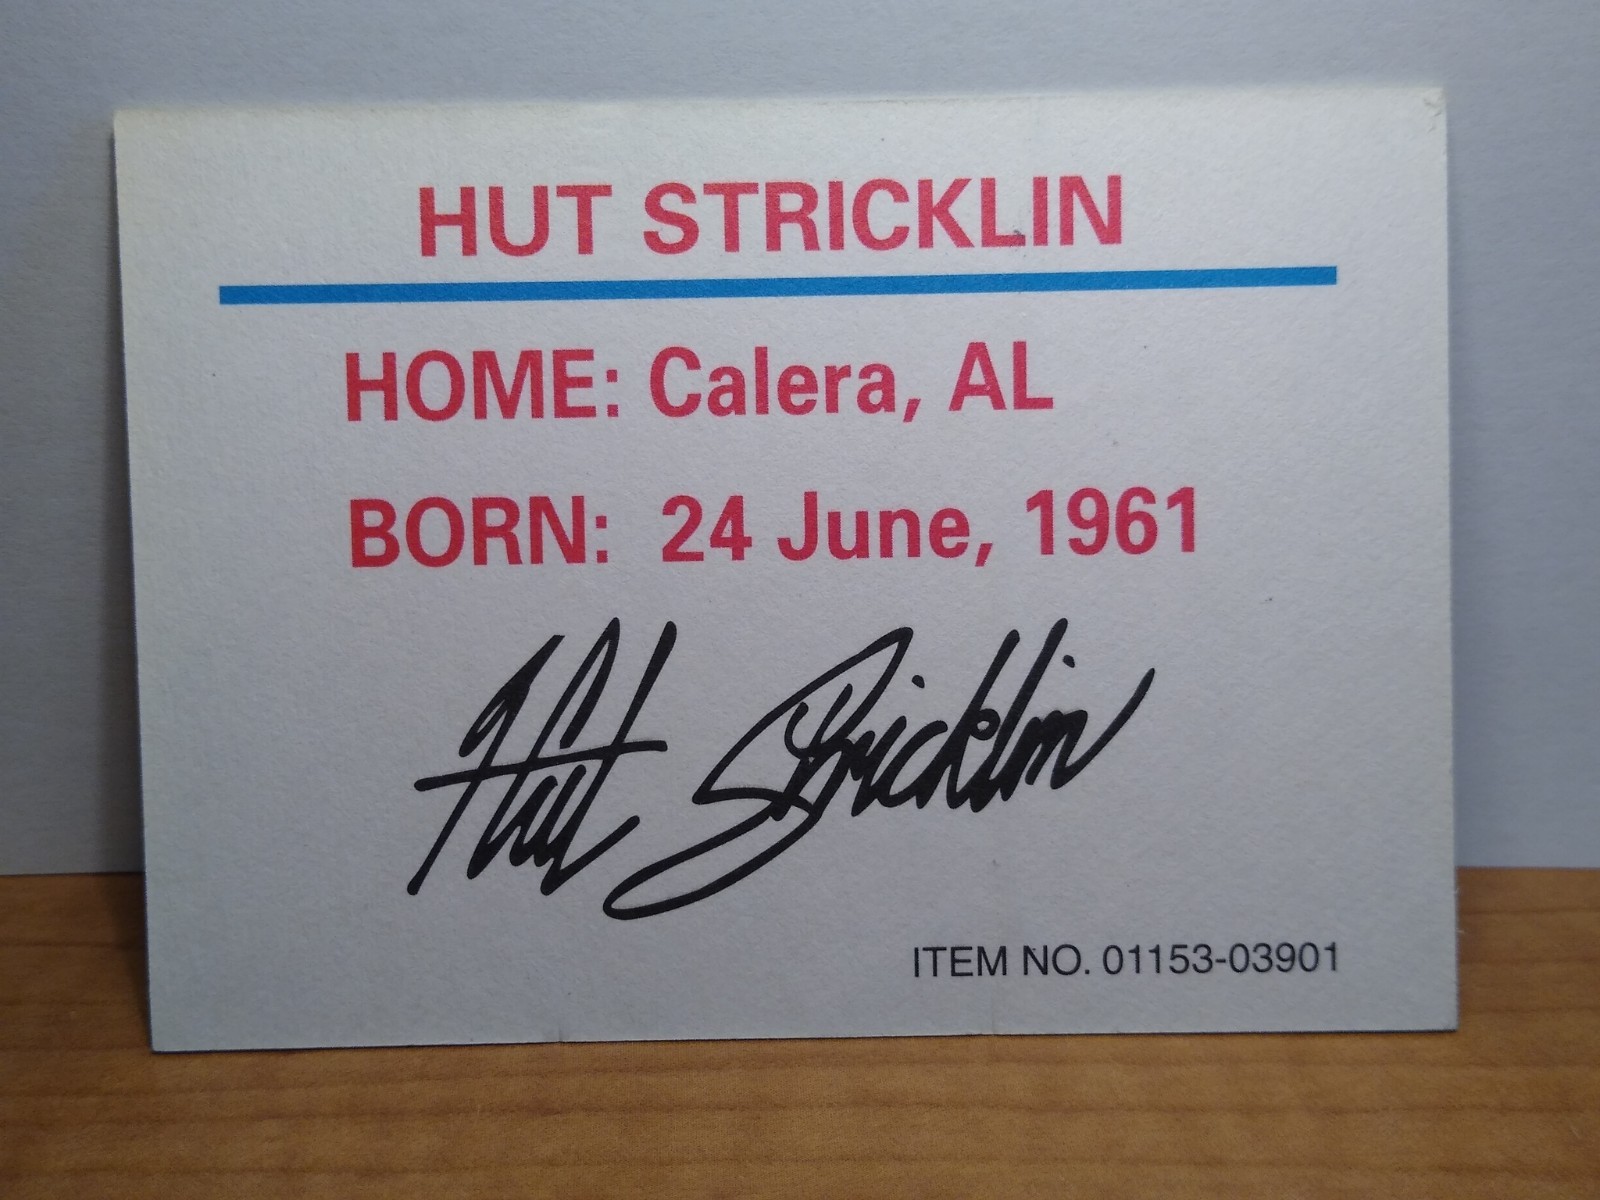 HUT STRICKLIN
HOME: Calera, AL
BORN: 24 June, 1961
Hut Stricklin
ITEM NO. 01153-03901